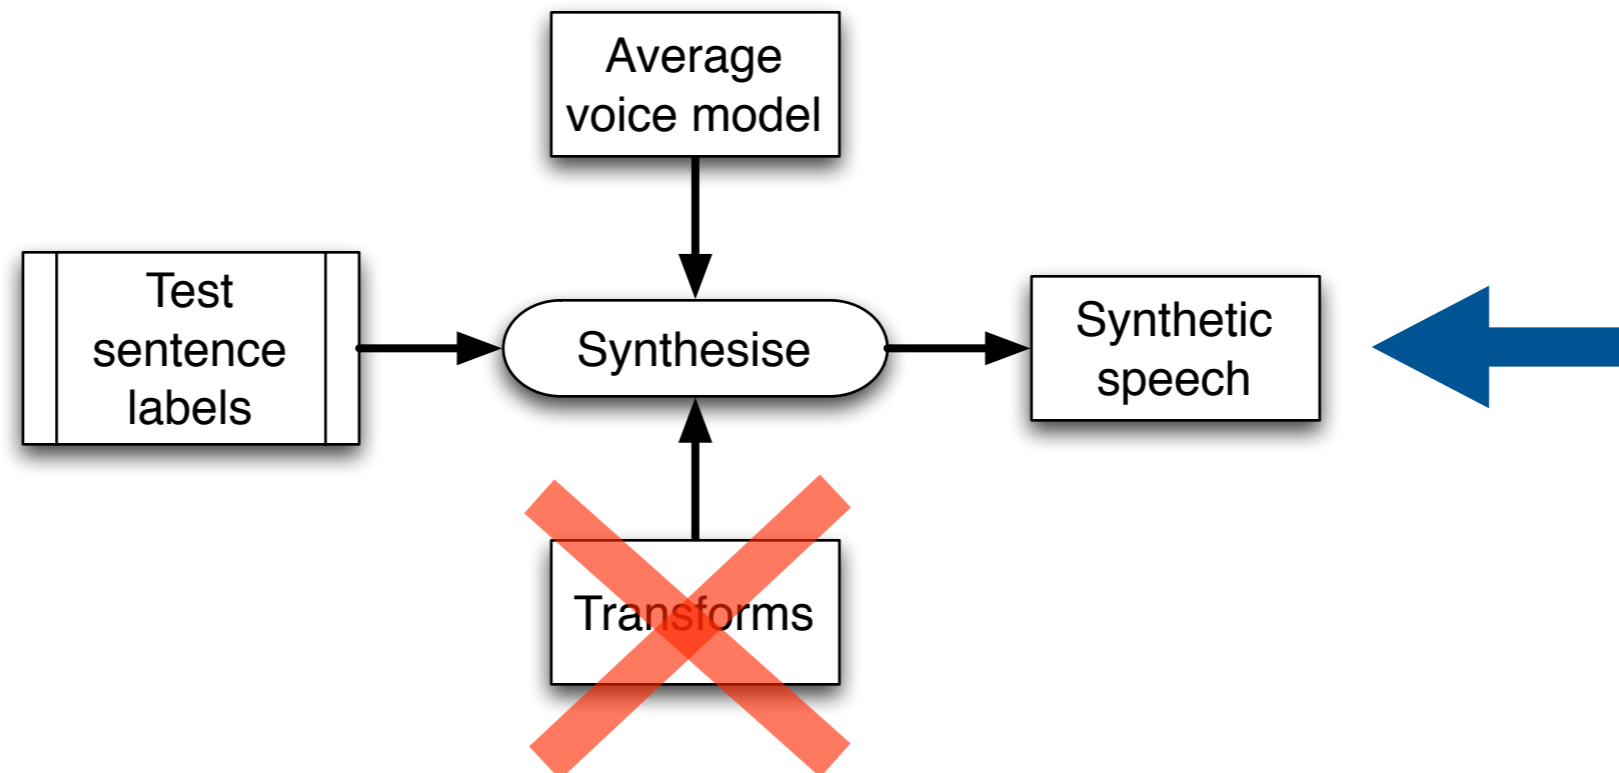 Average
voice model
Test
sentence
labels
Synthesise
Synthetic
speech
Transforms